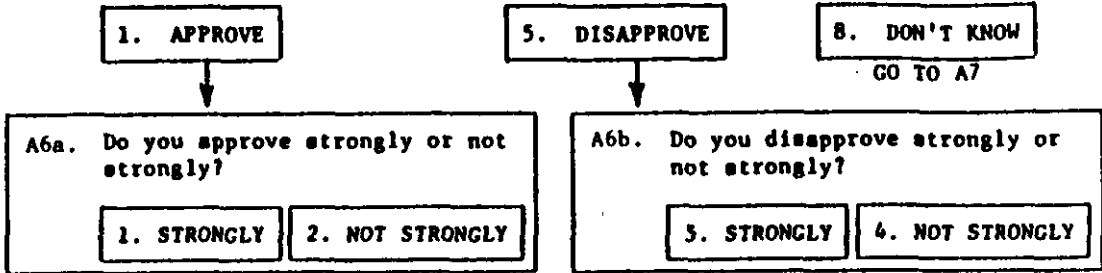 1. APPROVE
5. DISAPPROVE
8. DON'T KNOW
GO TO A7
A6a. Do you approve strongly or not
strongly?
1. STRONGLY
2. NOT STRONGLY
A6b. Do you disapprove strongly or
not strongly?
5. STRONGLY
4. NOT STRONGLY